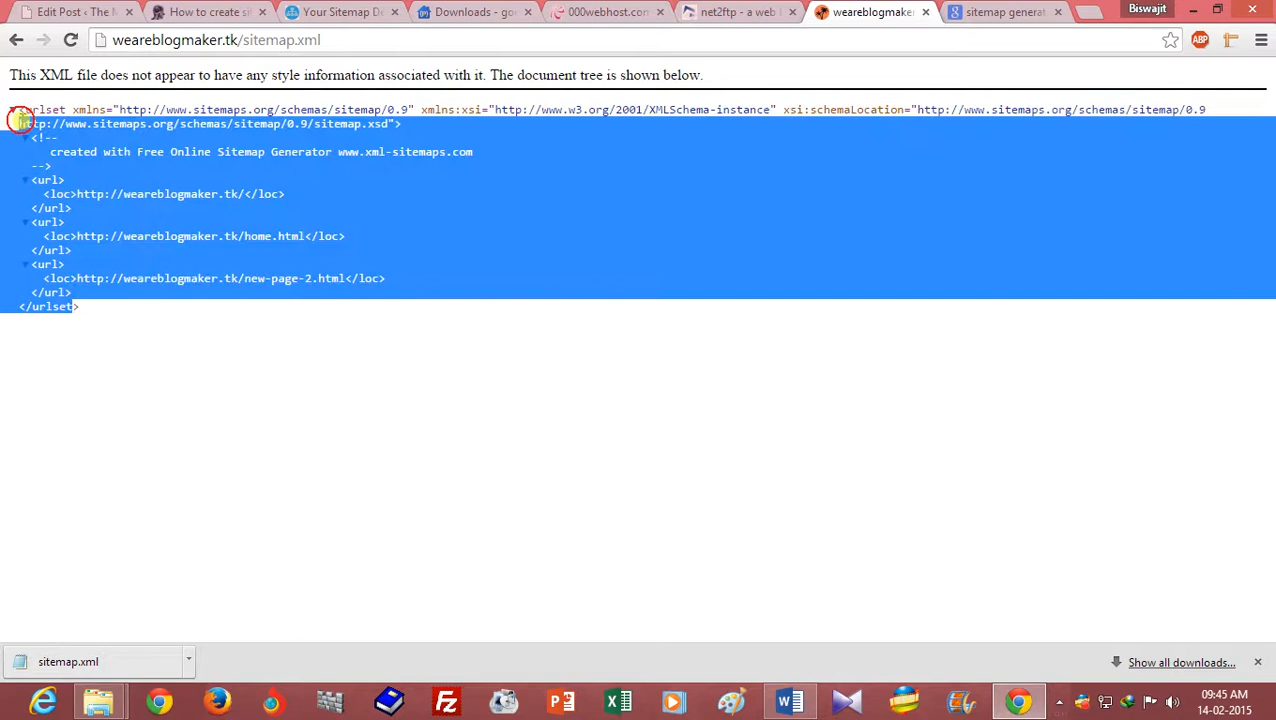 Edit Post ‹ The M
How to create sit
Your Sitemap De
Downloads - goo
000webhost.com
net2ftp - a web b
weareblogmaker.
sitemap generat
Biswajit
weareblogmaker.tk/sitemap.xml
ABP
This XML file does not appear to have any style information associated with it. The document tree is shown below.
<urlset xmlns="http://www.sitemaps.org/schemas/sitemap/0.9" xmlns:xsi="http://www.w3.org/2001/XMLSchema-instance" xsi:schemaLocation="http://www.sitemaps.org/schemas/sitemap/0.9
http://www.sitemaps.org/schemas/sitemap/0.9/sitemap.xsd">
<!--
created with Free Online Sitemap Generator www.xml-sitemaps.com
-->
<url>
<loc>http://weareblogmaker.tk/</loc>
</url>
<url>
<loc>http://weareblogmaker.tk/home.html</loc>
</url>
<url>
<loc>http://weareblogmaker.tk/new-page-2.html</loc>
</url>
</urlset>
sitemap.xml
Show all downloads...
09:45 AM
14-02-2015